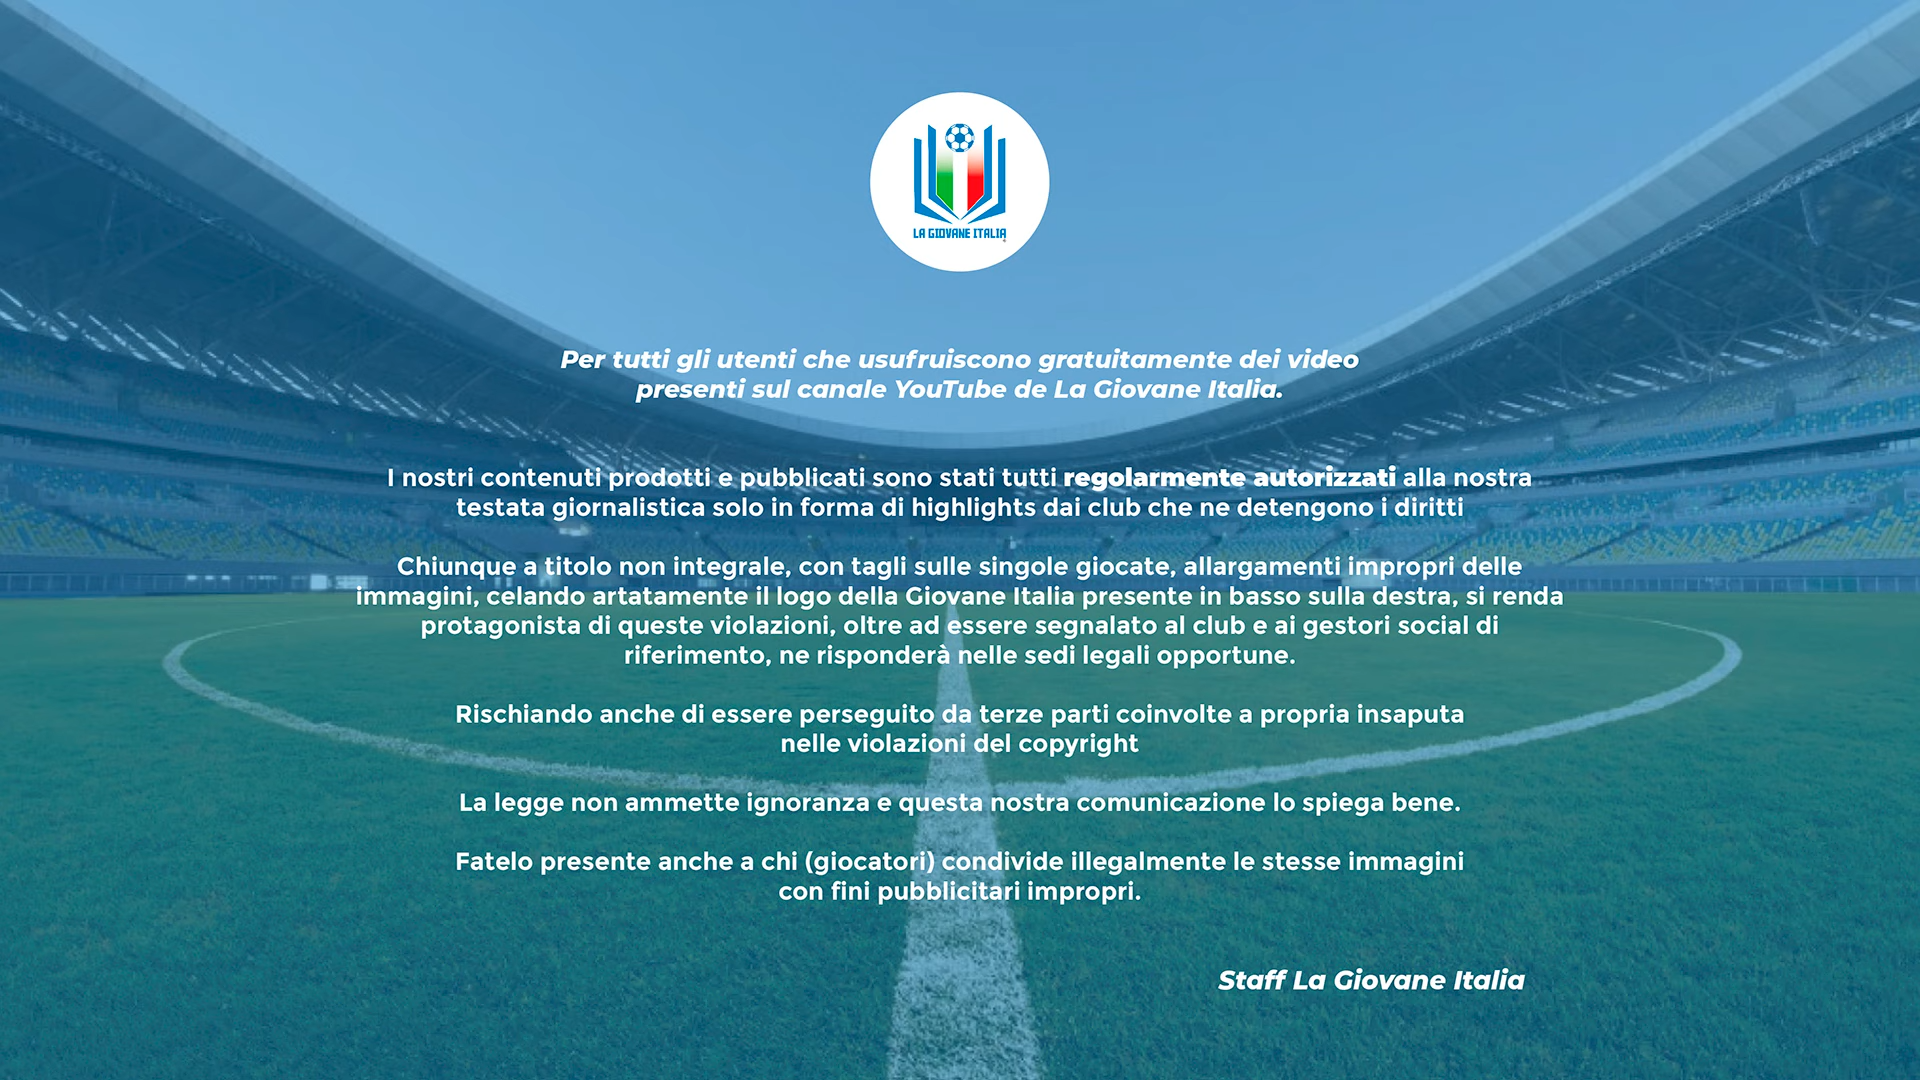 LA GIOVANE ITALIA
Per tutti gli utenti che usufruiscono gratuitamente dei video
presenti sul canale YouTube de La Giovane Italia.
I nostri contenuti prodotti e pubblicati sono stati tutti regolarmente autorizzati alla nostra
testata giornalistica solo in forma di highlights dai club che ne detengono i diritti
Chiunque a titolo non integrale, con tagli sulle singole giocate, allargamenti impropri delle
immagini, celando artatamente il logo della Giovane Italia presente in basso sulla destra, si renda
protagonista di queste violazioni, oltre ad essere segnalato al club e ai gestori social di
riferimento, ne risponderà nelle sedi legali opportune.
Rischiando anche di essere perseguito da terze parti coinvolte a propria insaputa
nelle violazioni del copyright
La legge non ammette ignoranza e questa nostra comunicazione lo spiega bene.
Fatelo presente anche a chi (giocatori) condivide illegalmente le stesse immagini
con fini pubblicitari impropri.
Staff La Giovane Italia